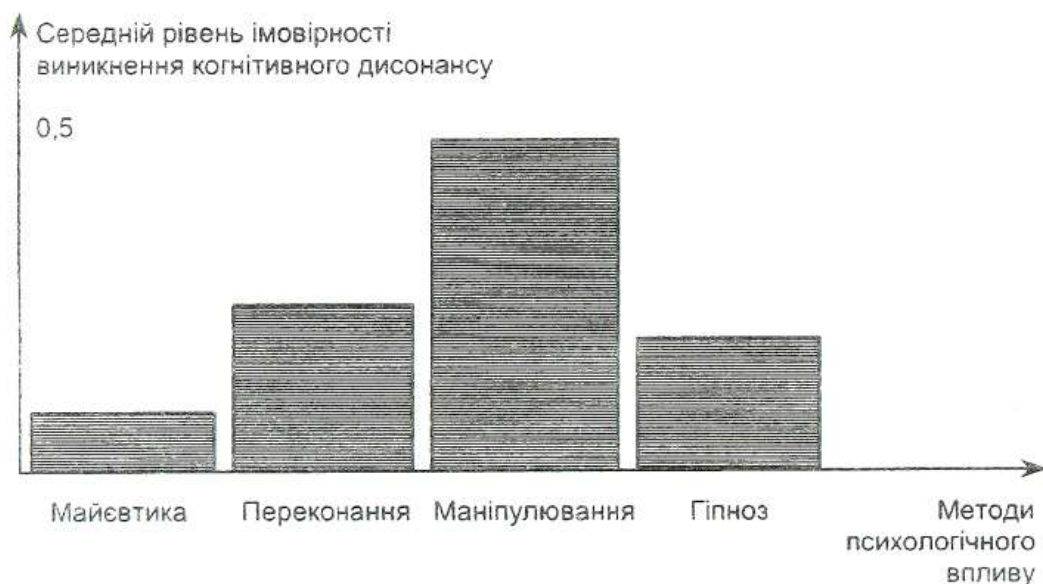 Середній рівень імовірності
виникнення когнітивного дисонансу
0,5
Майєвтика
Переконання
Маніпулювання
Гіпноз
Методи
психологічного
впливу